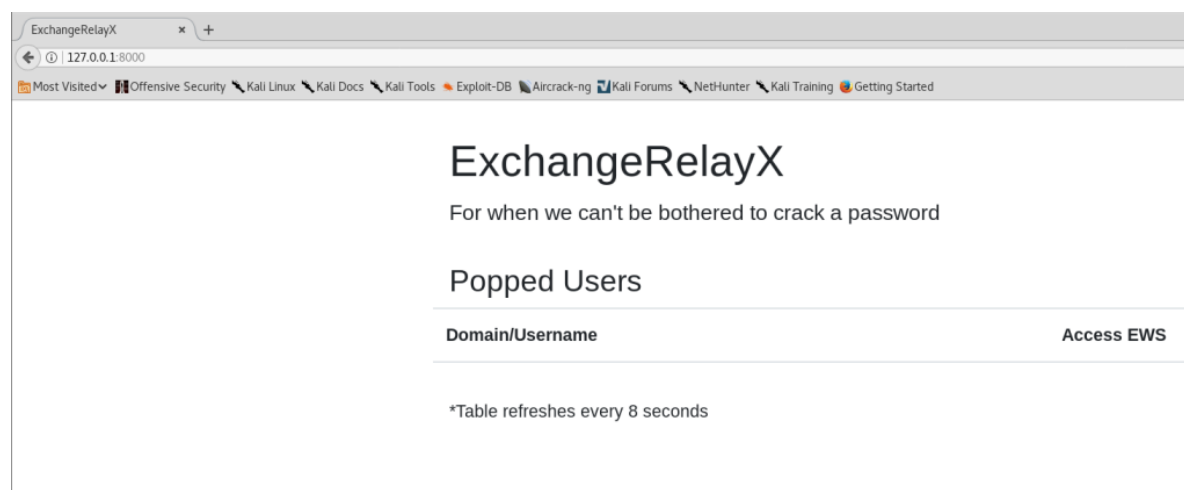 ExchangeRelayX
127.0.0.1:8000
Most Visited Offensive Security Kali Linux Kali Docs Kali Tools Exploit-DB Aircrack-ng Kali Forums NetHunter Kali Training Getting Started
ExchangeRelayX
For when we can't be bothered to crack a password
Popped Users
Domain/Username Access EWS
*Table refreshes every 8 seconds